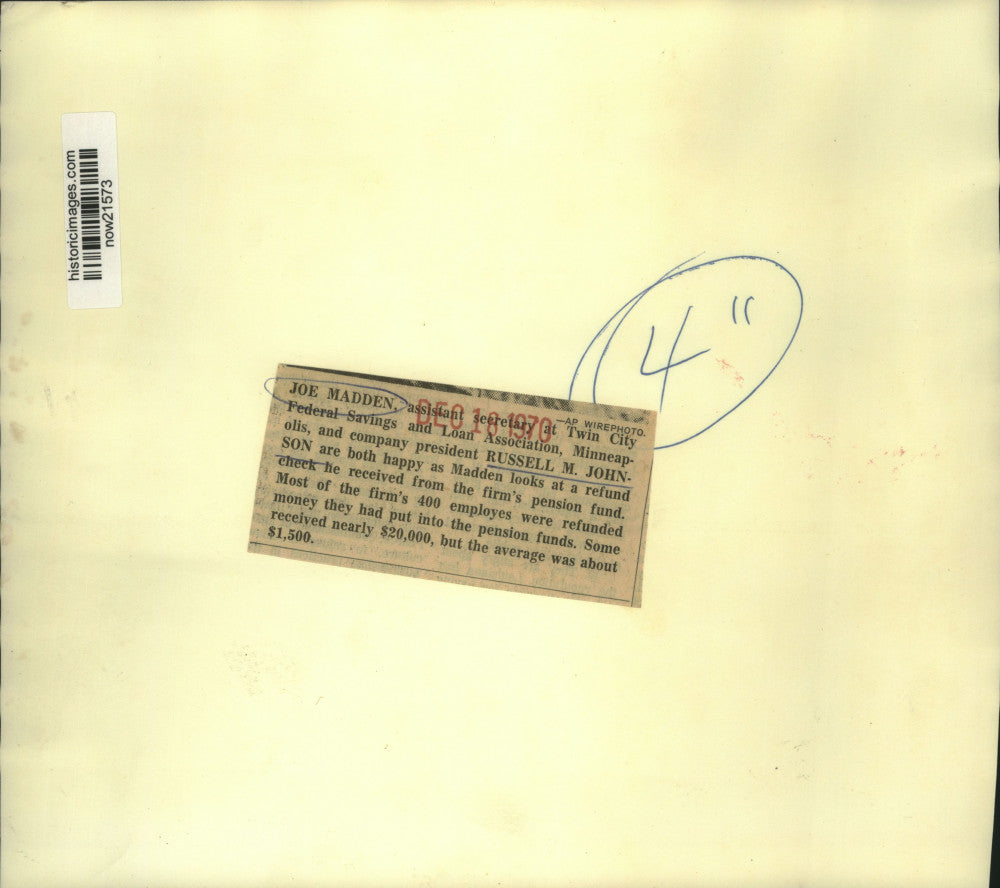 historicimages.com
now21573
4"
—AP WIREPHOTO.
DEC 1 1970
JOE MADDEN, assistant secretary at Twin City
Federal Savings and Loan Association, Minneap-
olis, and company president RUSSELL M. JOHN-
SON are both happy as Madden looks at a refund
check he received from the firm's pension fund.
Most of the firm's 400 employes were refunded
money they had put into the pension funds. Some
received nearly $20,000, but the average was about
$1,500.